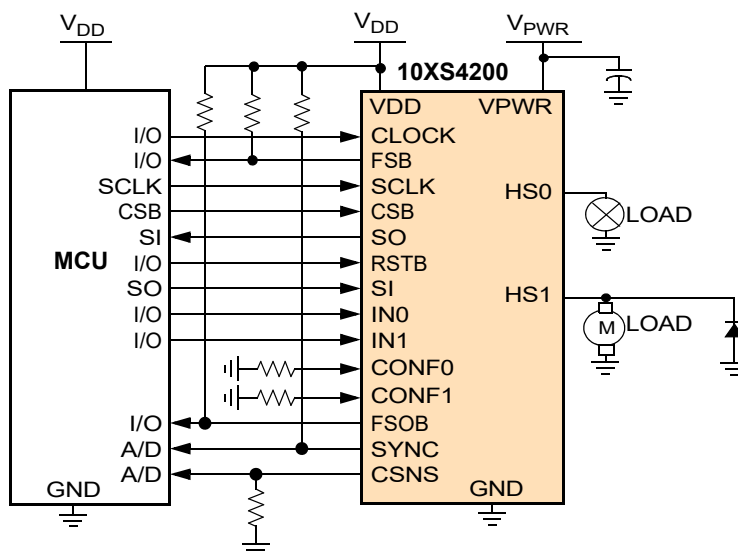 VDD
VDD
VPWR
10XS4200
VDD
VPWR
I/O
CLOCK
I/O
FSB
SCLK
SCLK
HS0
CSB
CSB
LOAD
SI
SO
MCU
I/O
RSTB
SO
SI
HS1
I/O
IN0
M
LOAD
I/O
IN1
CONF0
CONF1
I/O
FSOB
A/D
SYNC
A/D
CSNS
GND
GND